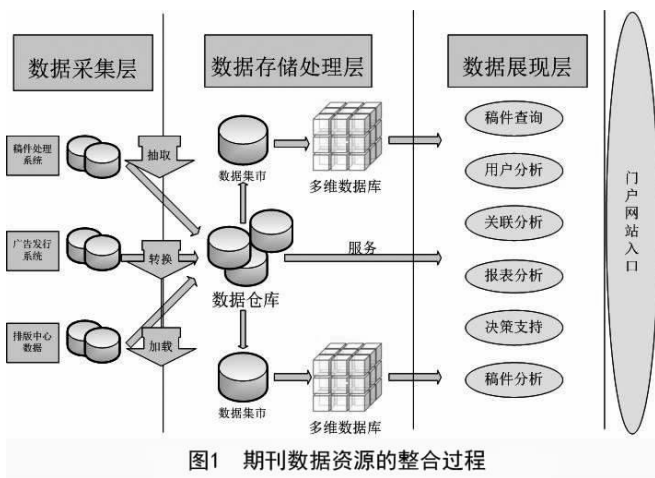 数据采集层
数据存储处理层
数据展现层
稿件处理
系统
抽取
数据集市
多维数据库
稿件查询
用户分析
关联分析
广告发行
系统
转换
数据仓库
服务
报表分析
决策支持
稿件分析
排版中心
数据
加载
数据集市
多维数据库
门
户
网
站
入
口
图1 期刊数据资源的整合过程